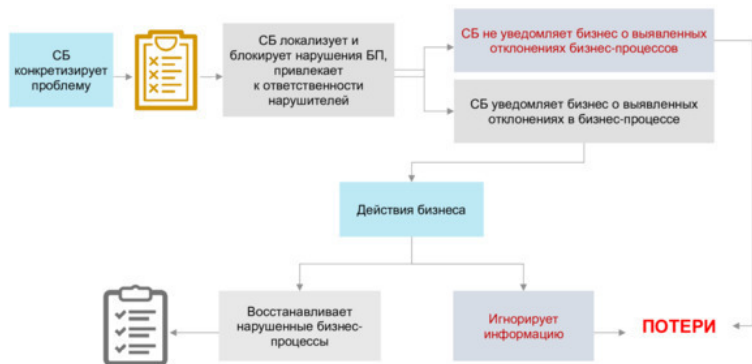 СБ
конкретизирует
проблему
СБ локализует и
блокирует нарушения БП,
привлекает
к ответственности
нарушителей
СБ не уведомляет бизнес о выявленных
отклонениях бизнес-процессов
СБ уведомляет бизнес о выявленных
отклонениях в бизнес-процессе
Действия бизнеса
Восстанавливает
нарушенные бизнес-
процессы
Игнорирует
информацию
ПОТЕРИ